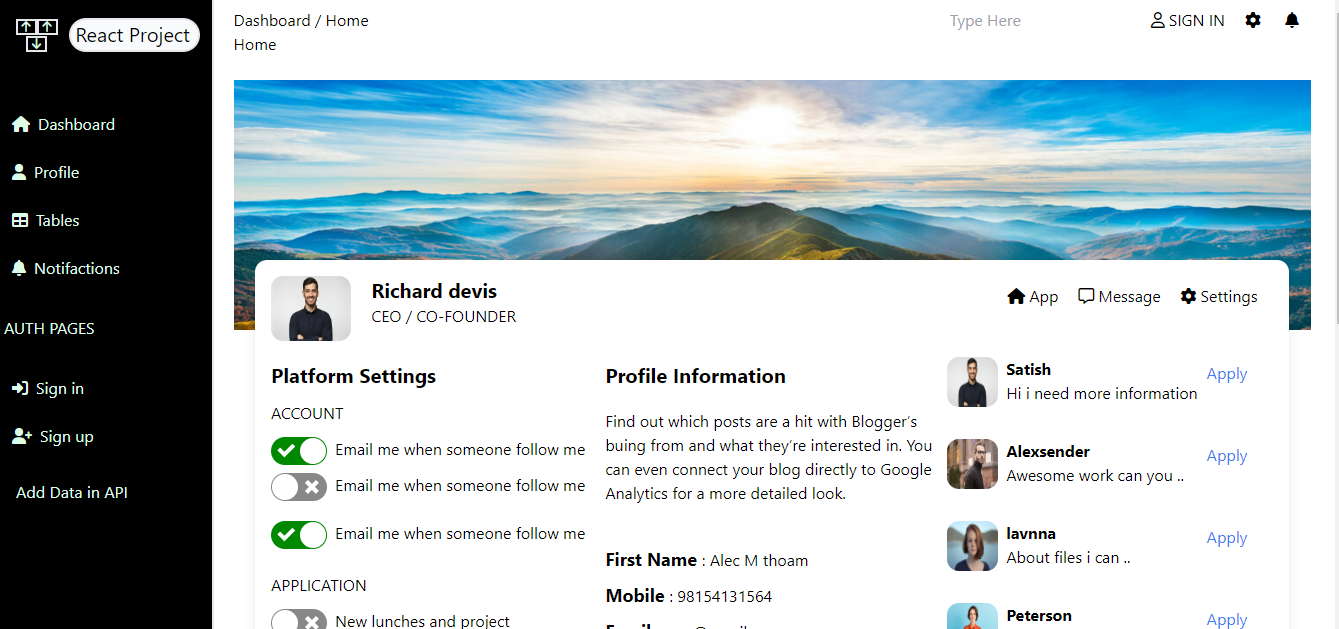 React Project
Dashboard
Profile
Tables
Notifactions
AUTH PAGES
Sign in
Sign up
Add Data in API
Dashboard / Home
Home
Type Here
SIGN IN
Richard devis
CEO / CO-FOUNDER
App
Message
Settings
Platform Settings
ACCOUNT
Email me when someone follow me
Email me when someone follow me
Email me when someone follow me
APPLICATION
New lunches and project
Profile Information
Find out which posts are a hit with Blogger’s
buing from and what they’re interested in. You
can even connect your blog directly to Google
Analytics for a more detailed look.
First Name : Alec M thoam
Mobile : 98154131564
Satish
Hi i need more information
Apply
Alexsender
Awesome work can you ..
Apply
lavnna
About files i can ..
Apply
Peterson
Apply